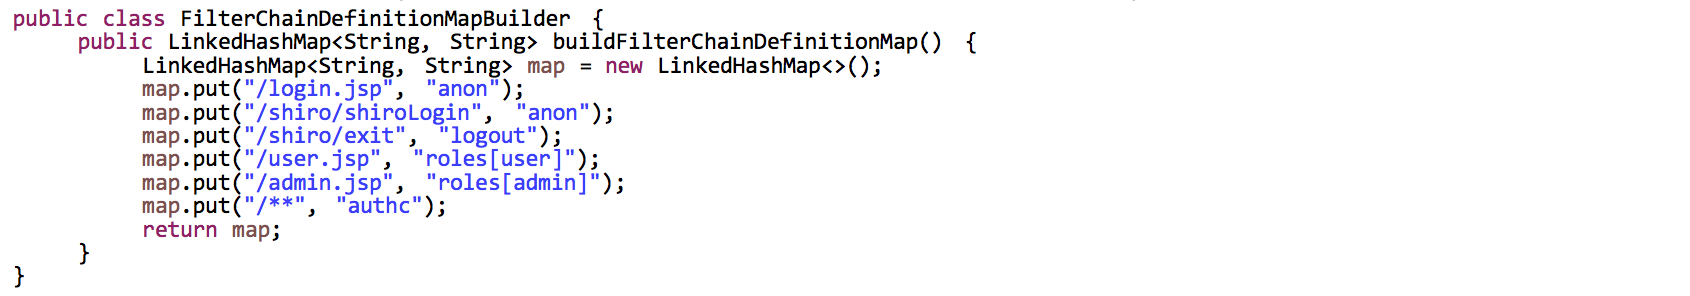 public class FilterChainDefinitionMapBuilder {
public LinkedHashMap<String, String> buildFilterChainDefinitionMap() {
LinkedHashMap<String, String> map = new LinkedHashMap<>();
map.put("/login.jsp", "anon");
map.put("/shiro/shiroLogin", "anon");
map.put("/shiro/exit", "logout");
map.put("/user.jsp", "roles[user]");
map.put("/admin.jsp", "roles[admin]");
map.put("/**", "authc");
return map;
}
}